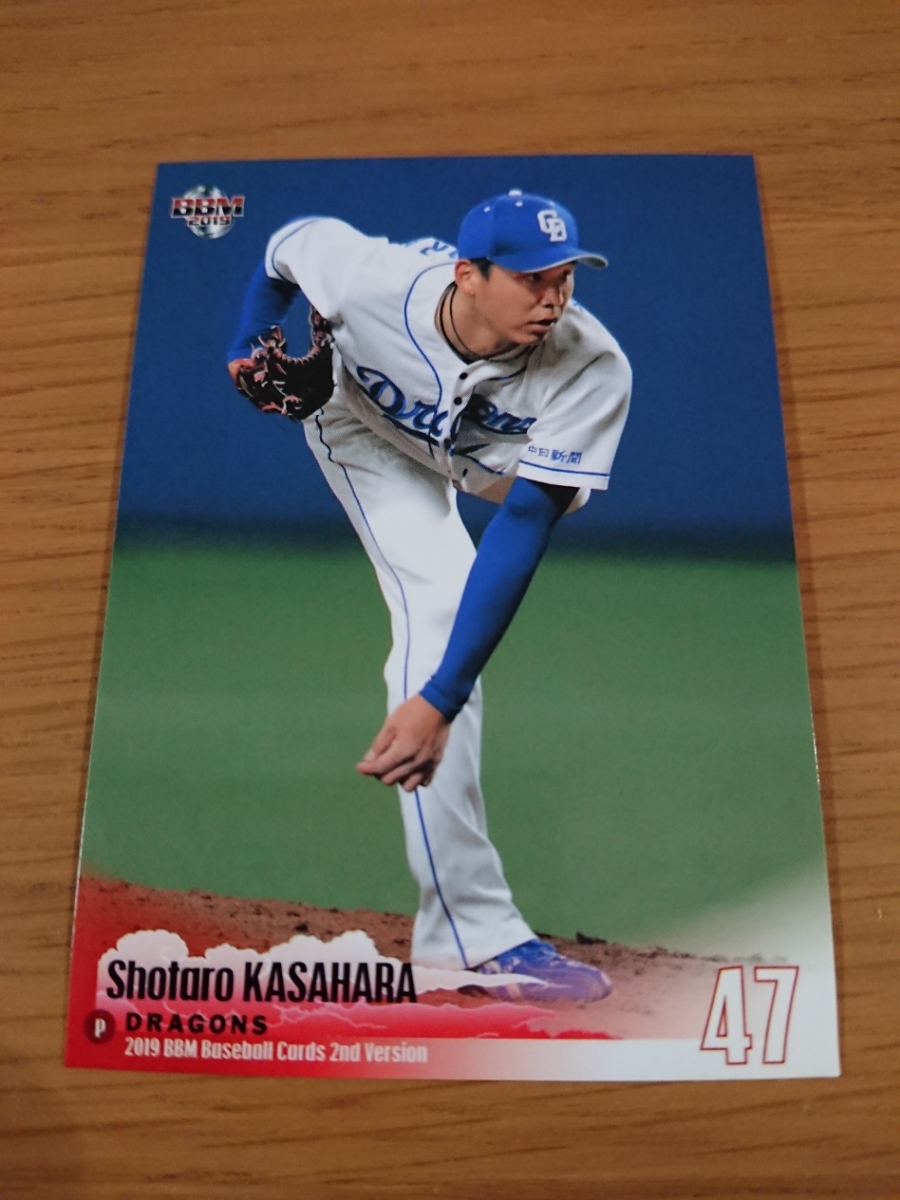 BBM
2019
CD
Dragons
中日新聞
Shotaro KASAHARA
P DRAGONS
2019 BBM Baseball Cards 2nd Version
47